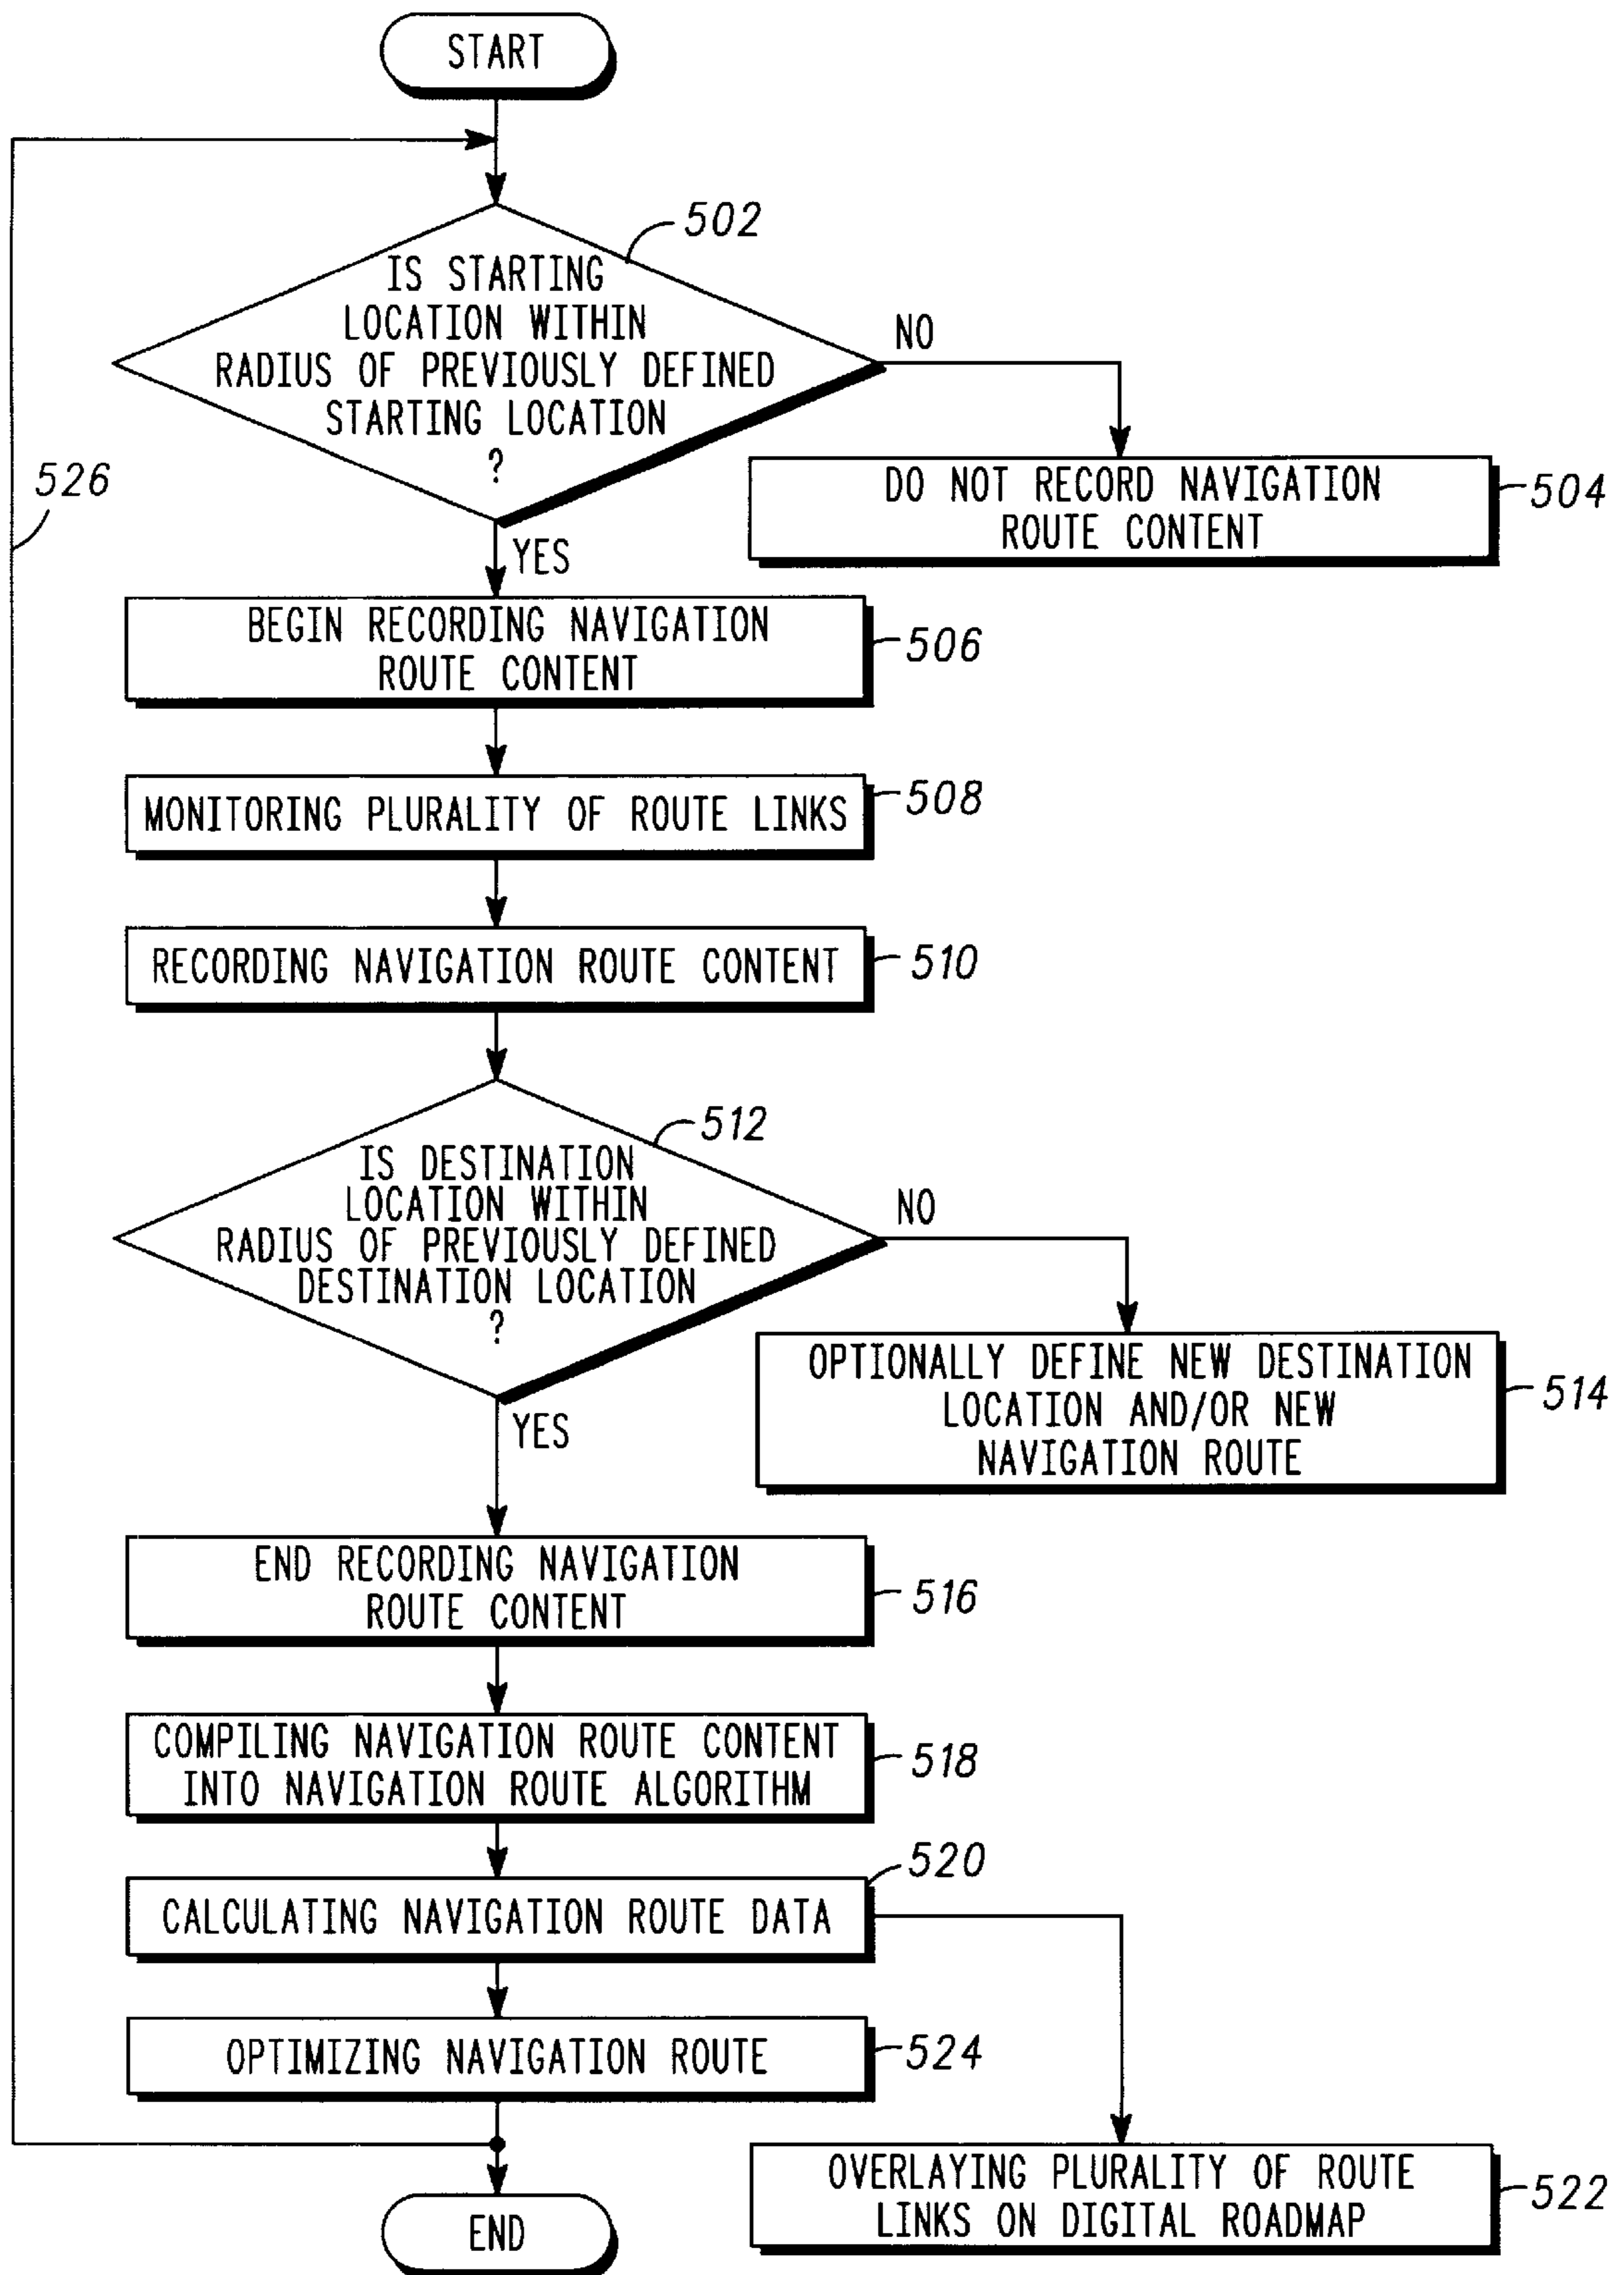 START
502
IS STARTING
LOCATION WITHIN
RADIUS OF PREVIOUSLY DEFINED
STARTING LOCATION
?
NO
526
DO NOT RECORD NAVIGATION
ROUTE CONTENT
504
YES
BEGIN RECORDING NAVIGATION
ROUTE CONTENT
506
MONITORING PLURALITY OF ROUTE LINKS
508
RECORDING NAVIGATION ROUTE CONTENT
510
512
IS DESTINATION
LOCATION WITHIN
RADIUS OF PREVIOUSLY DEFINED
DESTINATION LOCATION
?
NO
OPTIONALLY DEFINE NEW DESTINATION
LOCATION AND/OR NEW
NAVIGATION ROUTE
514
YES
END RECORDING NAVIGATION
ROUTE CONTENT
516
COMPILING NAVIGATION ROUTE CONTENT
INTO NAVIGATION ROUTE ALGORITHM
518
520
CALCULATING NAVIGATION ROUTE DATA
OPTIMIZING NAVIGATION ROUTE
524
OVERLAYING PLURALITY OF ROUTE
LINKS ON DIGITAL ROADMAP
522
END